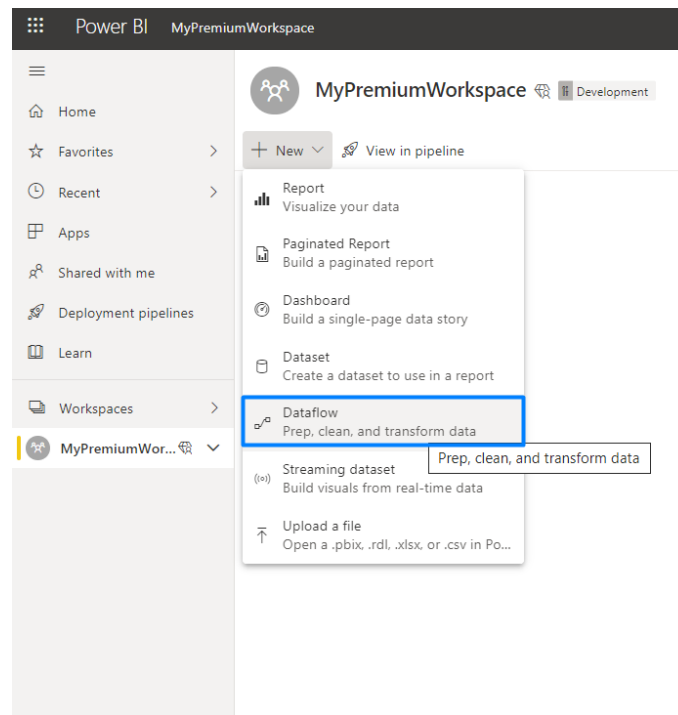 Power BI MyPremiumWorkspace
Home
Favorites
Recent
Apps
Shared with me
Deployment pipelines
Learn
Workspaces
MyPremiumWor...
MyPremiumWorkspace Development
New View in pipeline
Report
Visualize your data
Paginated Report
Build a paginated report
Dashboard
Build a single-page data story
Dataset
Create a dataset to use in a report
Dataflow
Prep, clean, and transform data
Prep, clean, and transform data
Streaming dataset
Build visuals from real-time data
Upload a file
Open a .pbix, .rdl, .xlsx, or .csv in Po...